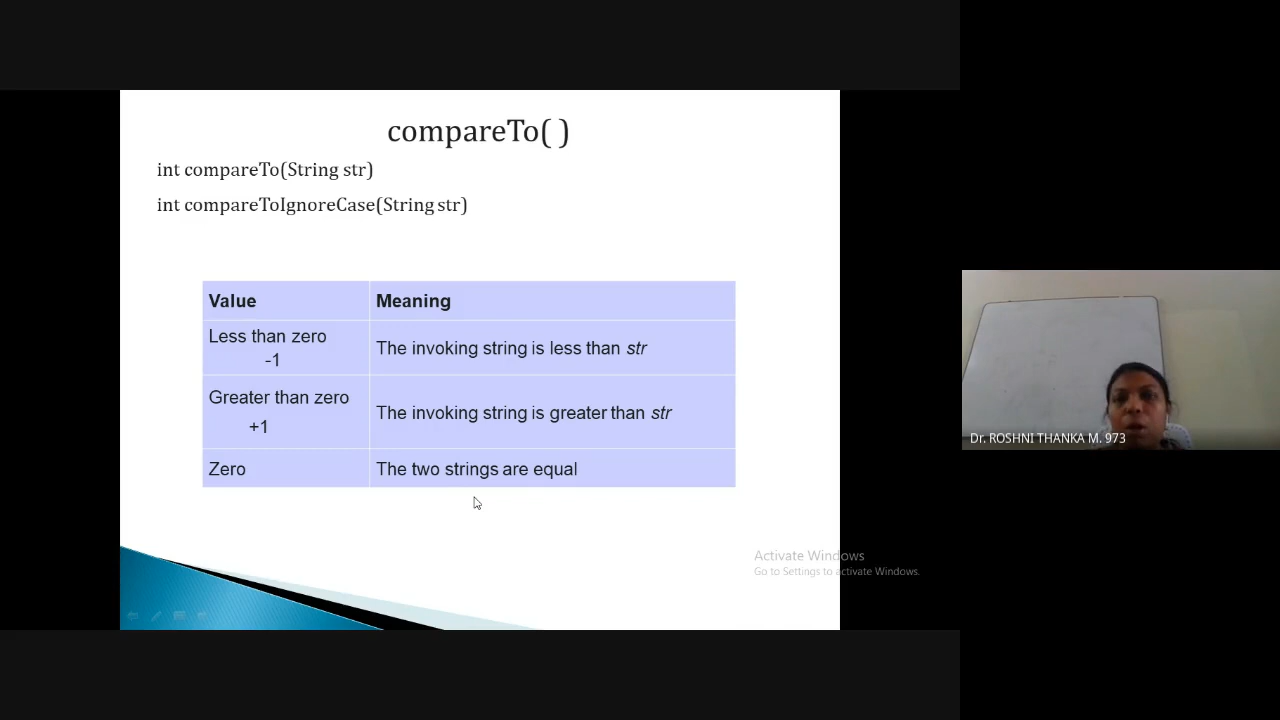 compareTo( )
int compareTo(String str)
int compareToIgnoreCase(String str)
Value Meaning
Less than zero
-1
The invoking string is less than str
Greater than zero
+1
The invoking string is greater than str
Zero The two strings are equal
Dr. ROSHNI THANKA M. 973
Activate Windows
Go to Settings to activate Windows.